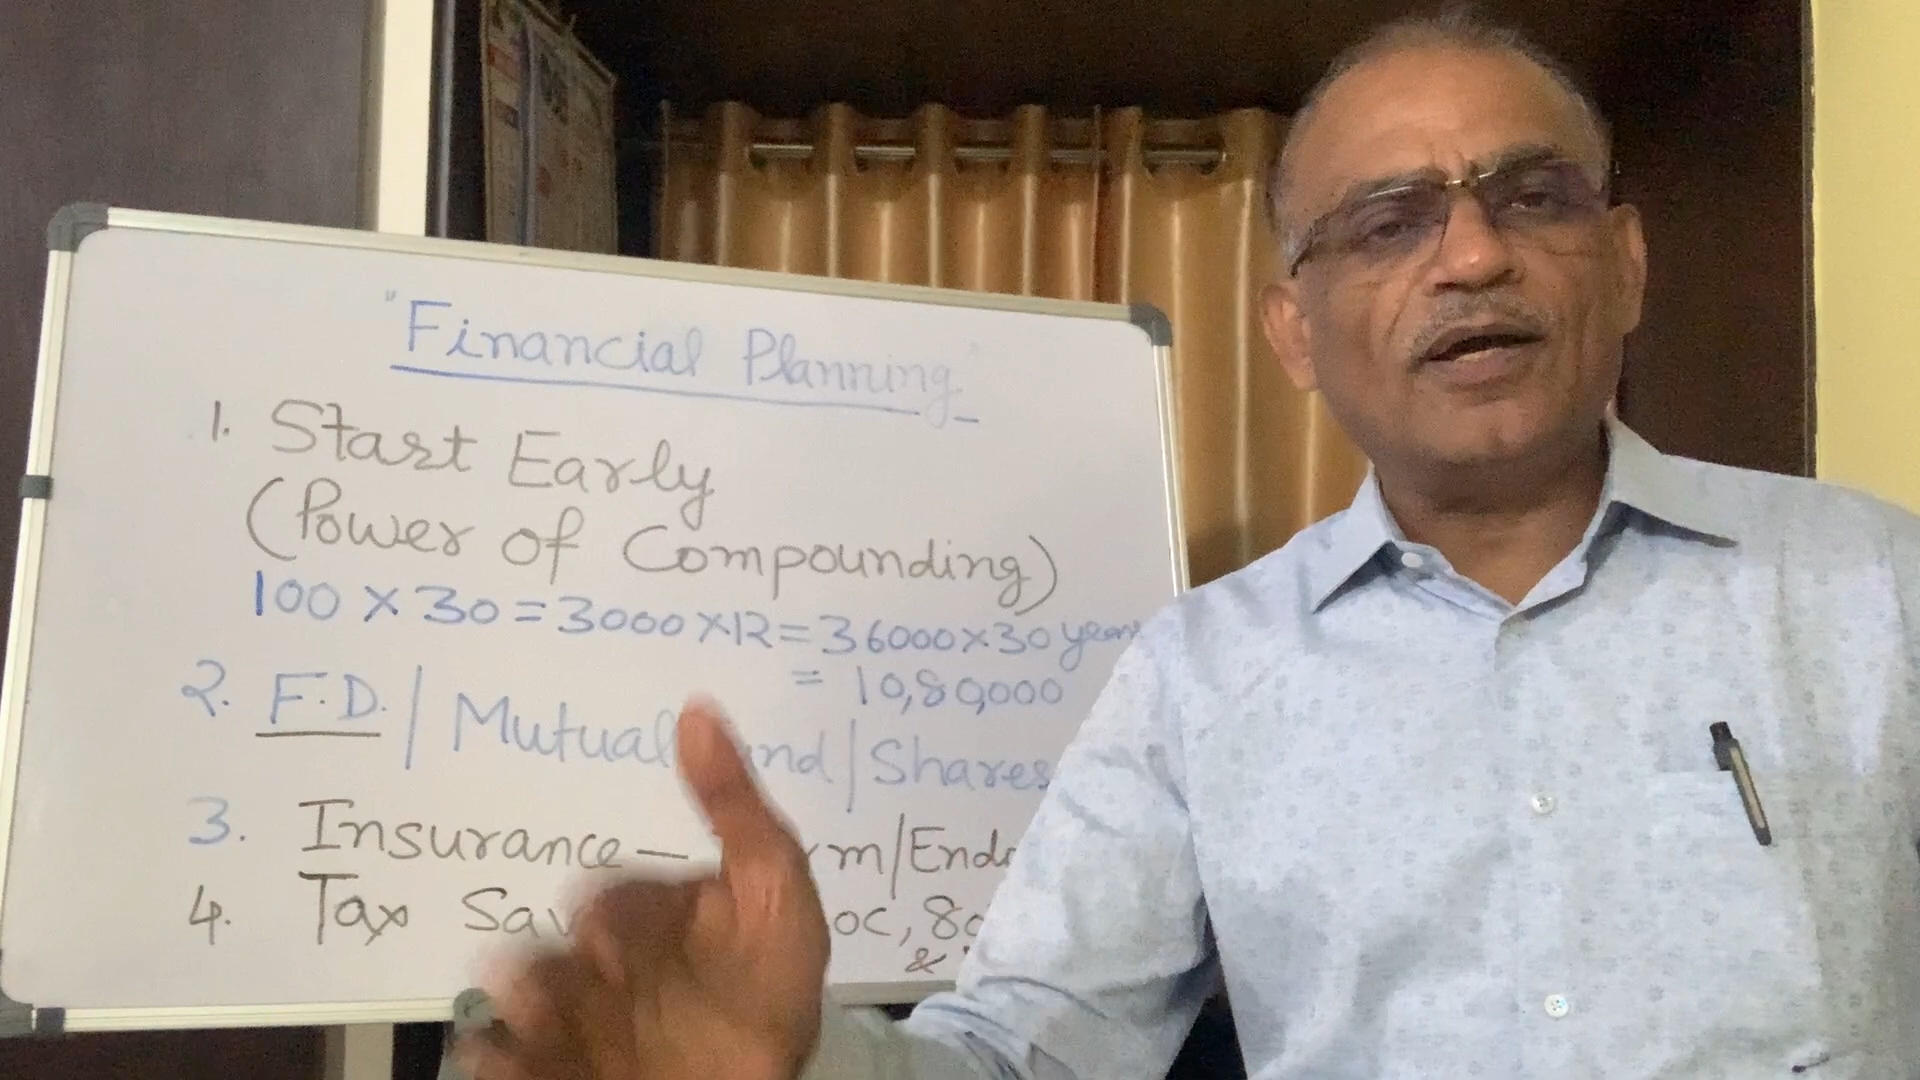 "Financial Planning"
1. Start Early
(Power of Compounding)
100 × 30 = 3000 × 12 = 36000 × 30 years
= 10,80,000
2. F.D. / Mutual / Shares
3. Insurance —
4. Tax
&